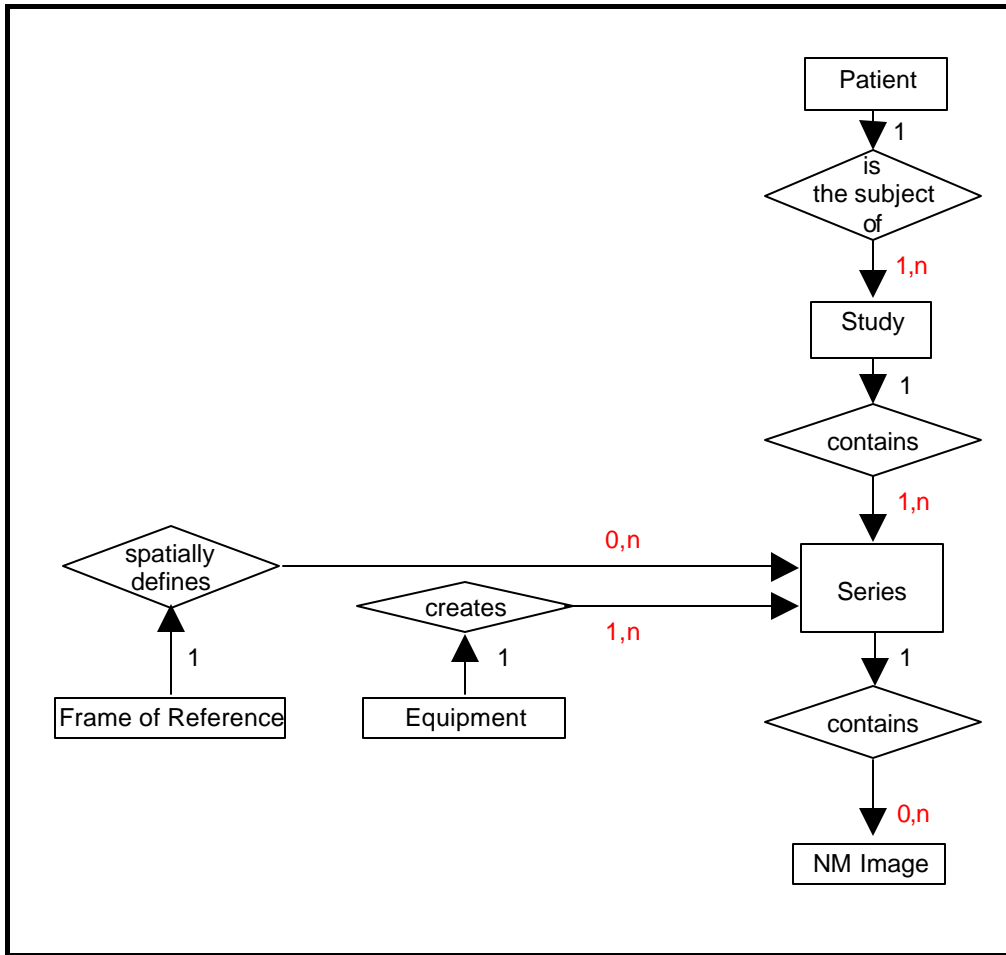 Patient
1
is
the subject
of
1,n
Study
1
contains
1,n
spatially
defines
0,n
creates
1,n
Series
1
1
1
Frame of Reference
Equipment
contains
0,n
NM Image